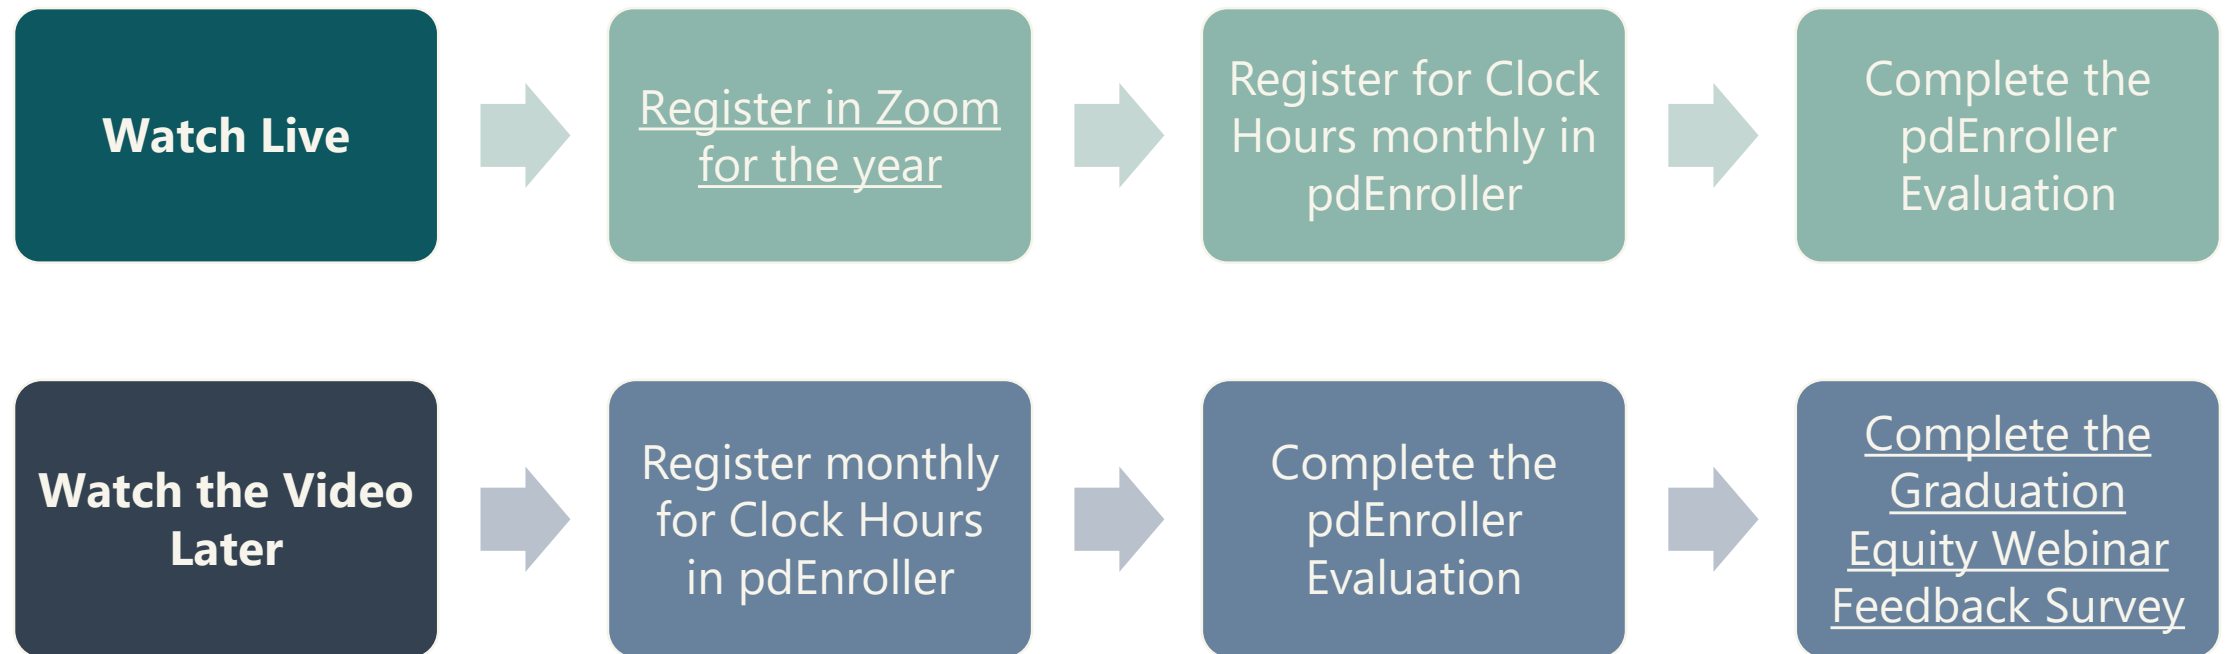 Watch Live
Register in Zoom
for the year
Register for Clock
Hours monthly in
pdEnroller
Complete the
pdEnroller
Evaluation
Watch the Video
Later
Register monthly
for Clock Hours
in pdEnroller
Complete the
pdEnroller
Evaluation
Complete the
Graduation
Equity Webinar
Feedback Survey